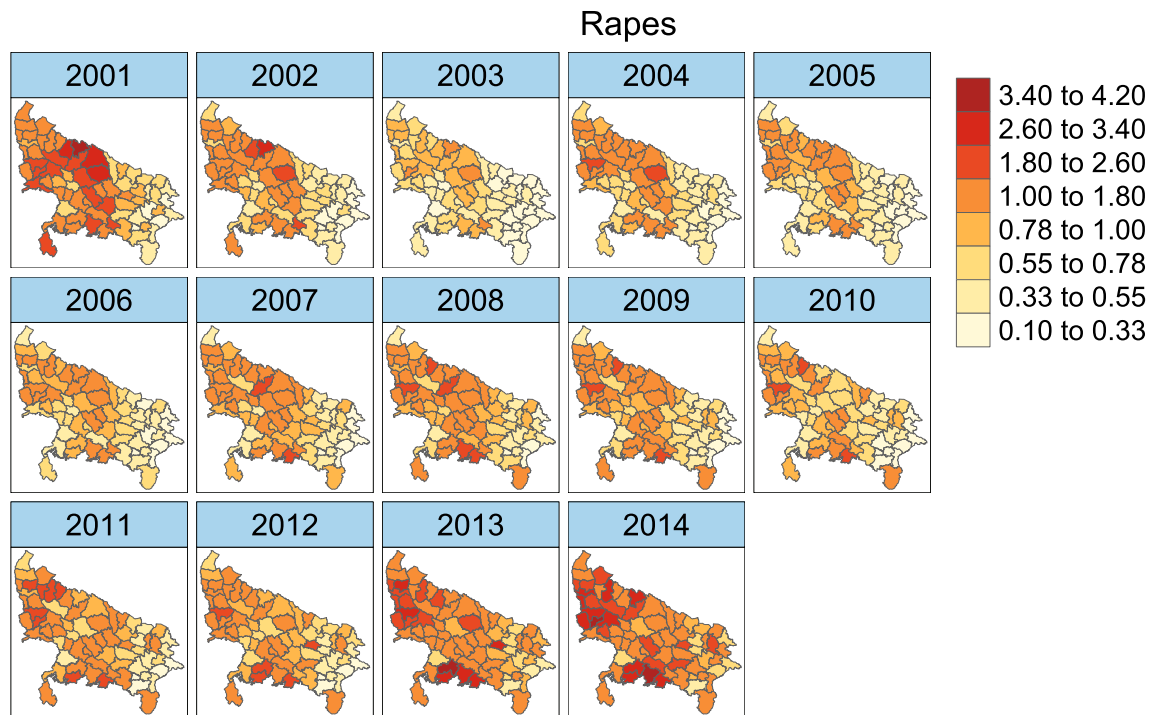 Rapes
2001 2002 2003 2004 2005
2006 2007 2008 2009 2010
2011 2012 2013 2014
3.40 to 4.20
2.60 to 3.40
1.80 to 2.60
1.00 to 1.80
0.78 to 1.00
0.55 to 0.78
0.33 to 0.55
0.10 to 0.33